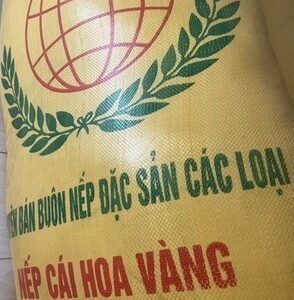 BÁN BUÔN NẾP ĐẶC SẢN CÁC LOẠI
NẾP CÁI HOA VÀNG